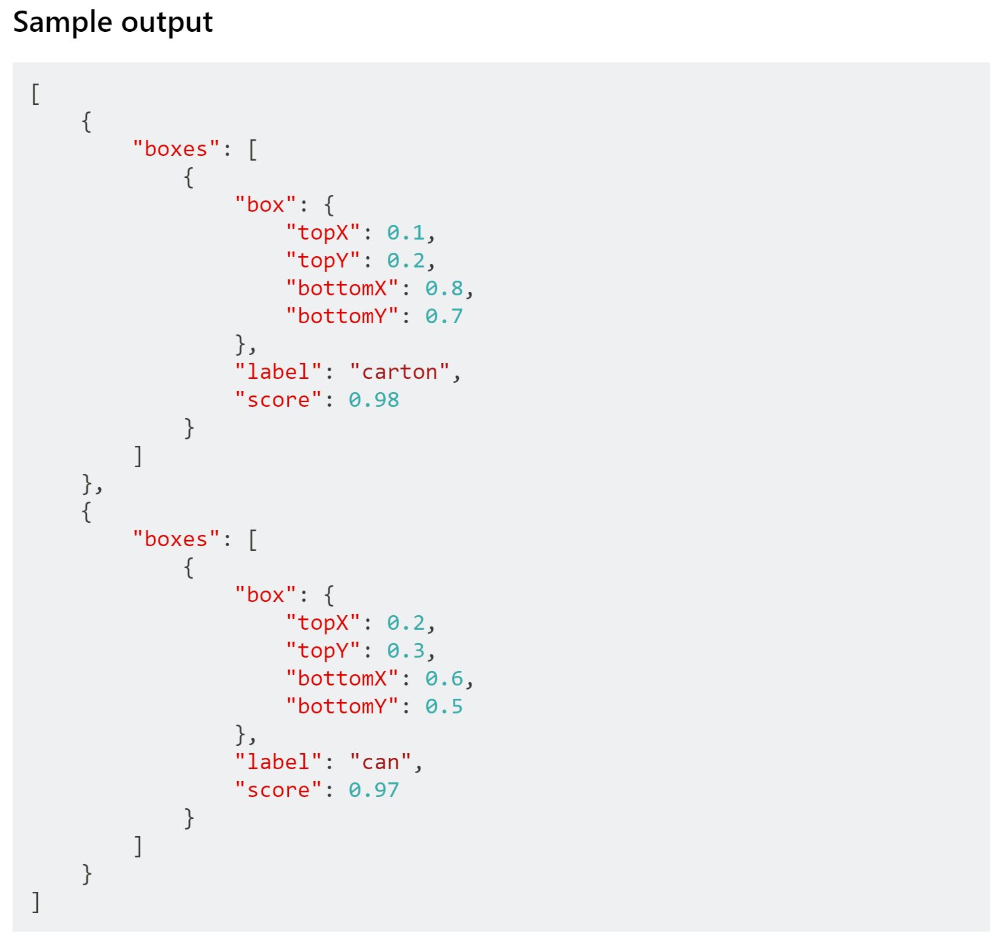 Sample output
[
    {
        "boxes": [
            {
                "box": {
                    "topX": 0.1,
                    "topY": 0.2,
                    "bottomX": 0.8,
                    "bottomY": 0.7
                },
                "label": "carton",
                "score": 0.98
            }
        ]
    },
    {
        "boxes": [
            {
                "box": {
                    "topX": 0.2,
                    "topY": 0.3,
                    "bottomX": 0.6,
                    "bottomY": 0.5
                },
                "label": "can",
                "score": 0.97
            }
        ]
    }
]